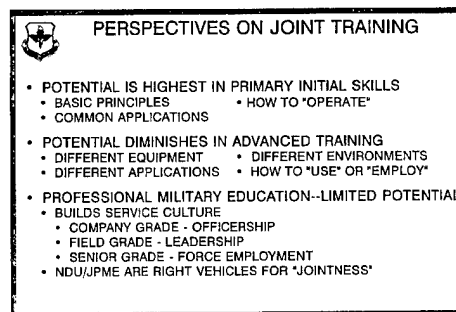 PERSPECTIVES ON JOINT TRAINING
• POTENTIAL IS HIGHEST IN PRIMARY INITIAL SKILLS
• BASIC PRINCIPLES • HOW TO "OPERATE"
• COMMON APPLICATIONS
• POTENTIAL DIMINISHES IN ADVANCED TRAINING
• DIFFERENT EQUIPMENT • DIFFERENT ENVIRONMENTS
• DIFFERENT APPLICATIONS • HOW TO "USE" OR "EMPLOY"
• PROFESSIONAL MILITARY EDUCATION--LIMITED POTENTIAL
• BUILDS SERVICE CULTURE
• COMPANY GRADE - OFFICERSHIP
• FIELD GRADE - LEADERSHIP
• SENIOR GRADE - FORCE EMPLOYMENT
• NDU/JPME ARE RIGHT VEHICLES FOR "JOINTNESS"